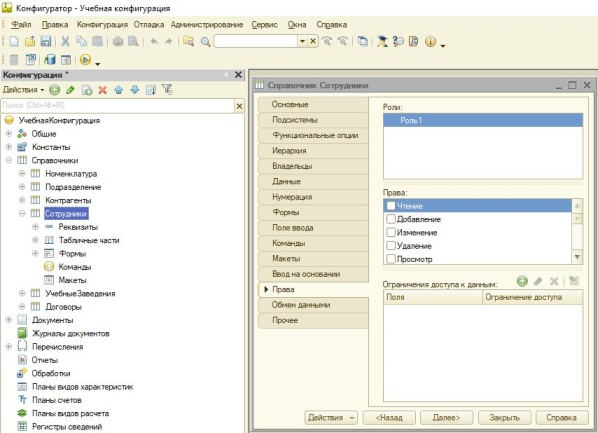 Конфигуратор - Учебная конфигурация
Файл Правка Конфигурация Отладка Администрирование Сервис Окна Справка
Конфигурация *
Действия
Поиск (Ctrl+Alt+M)
УчебнаяКонфигурация
Общие
Константы
Справочники
Номенклатура
Подразделение
Контрагенты
Сотрудники
Реквизиты
Табличные части
Формы
Команды
Макеты
УчебныеЗаведения
Договоры
Документы
Журналы документов
Перечисления
Отчеты
Обработки
Планы видов характеристик
Планы счетов
Планы видов расчета
Регистры сведений
Справочник Сотрудники
Основные
Подсистемы
Функциональные опции
Иерархия
Владельцы
Данные
Нумерация
Формы
Поле ввода
Команды
Макеты
Ввод на основании
Права
Обмен данными
Прочее
Роли:
Роль1
Права:
Чтение
Добавление
Изменение
Удаление
Просмотр
Ограничения доступа к данным:
Поля Ограничение доступа
Действия <Назад Далее> Закрыть Справка